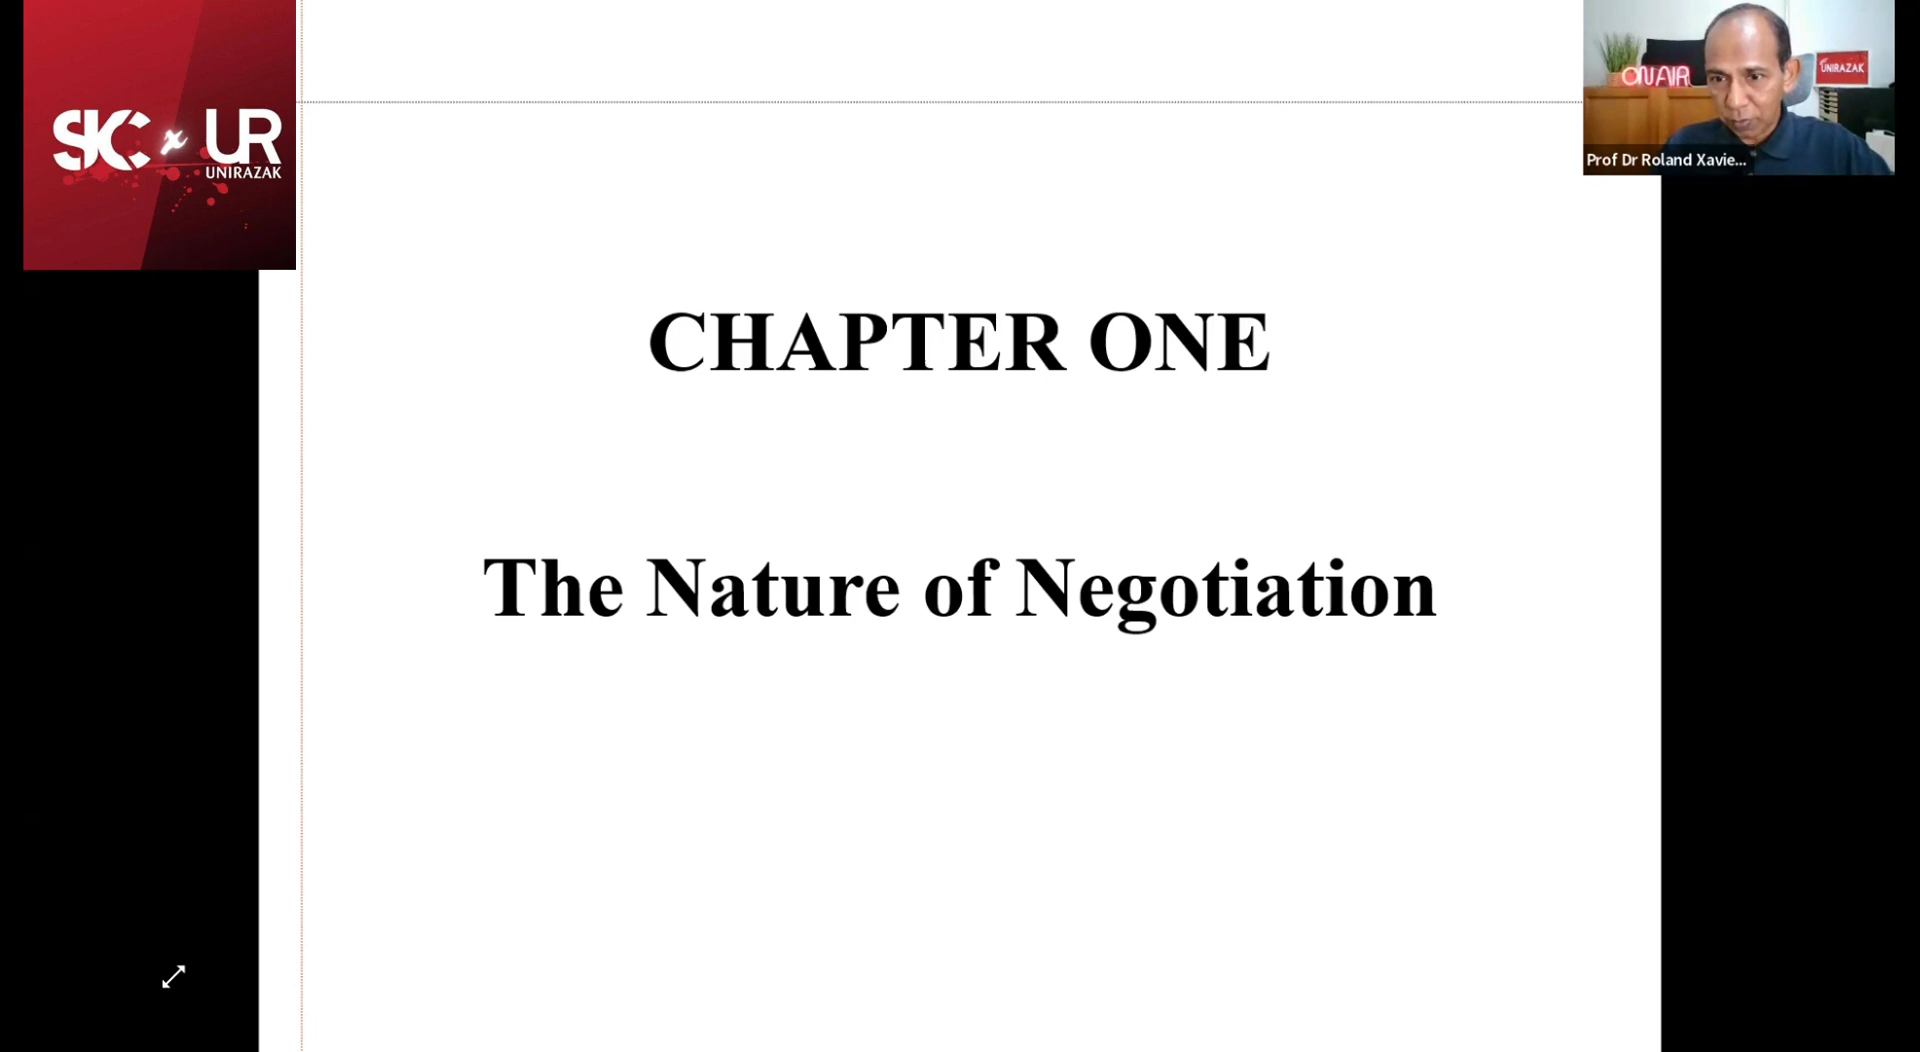 SKC x UR
UNIRAZAK
ON AIR
UNIRAZAK
Prof Dr Roland Xavie...
CHAPTER ONE
The Nature of Negotiation